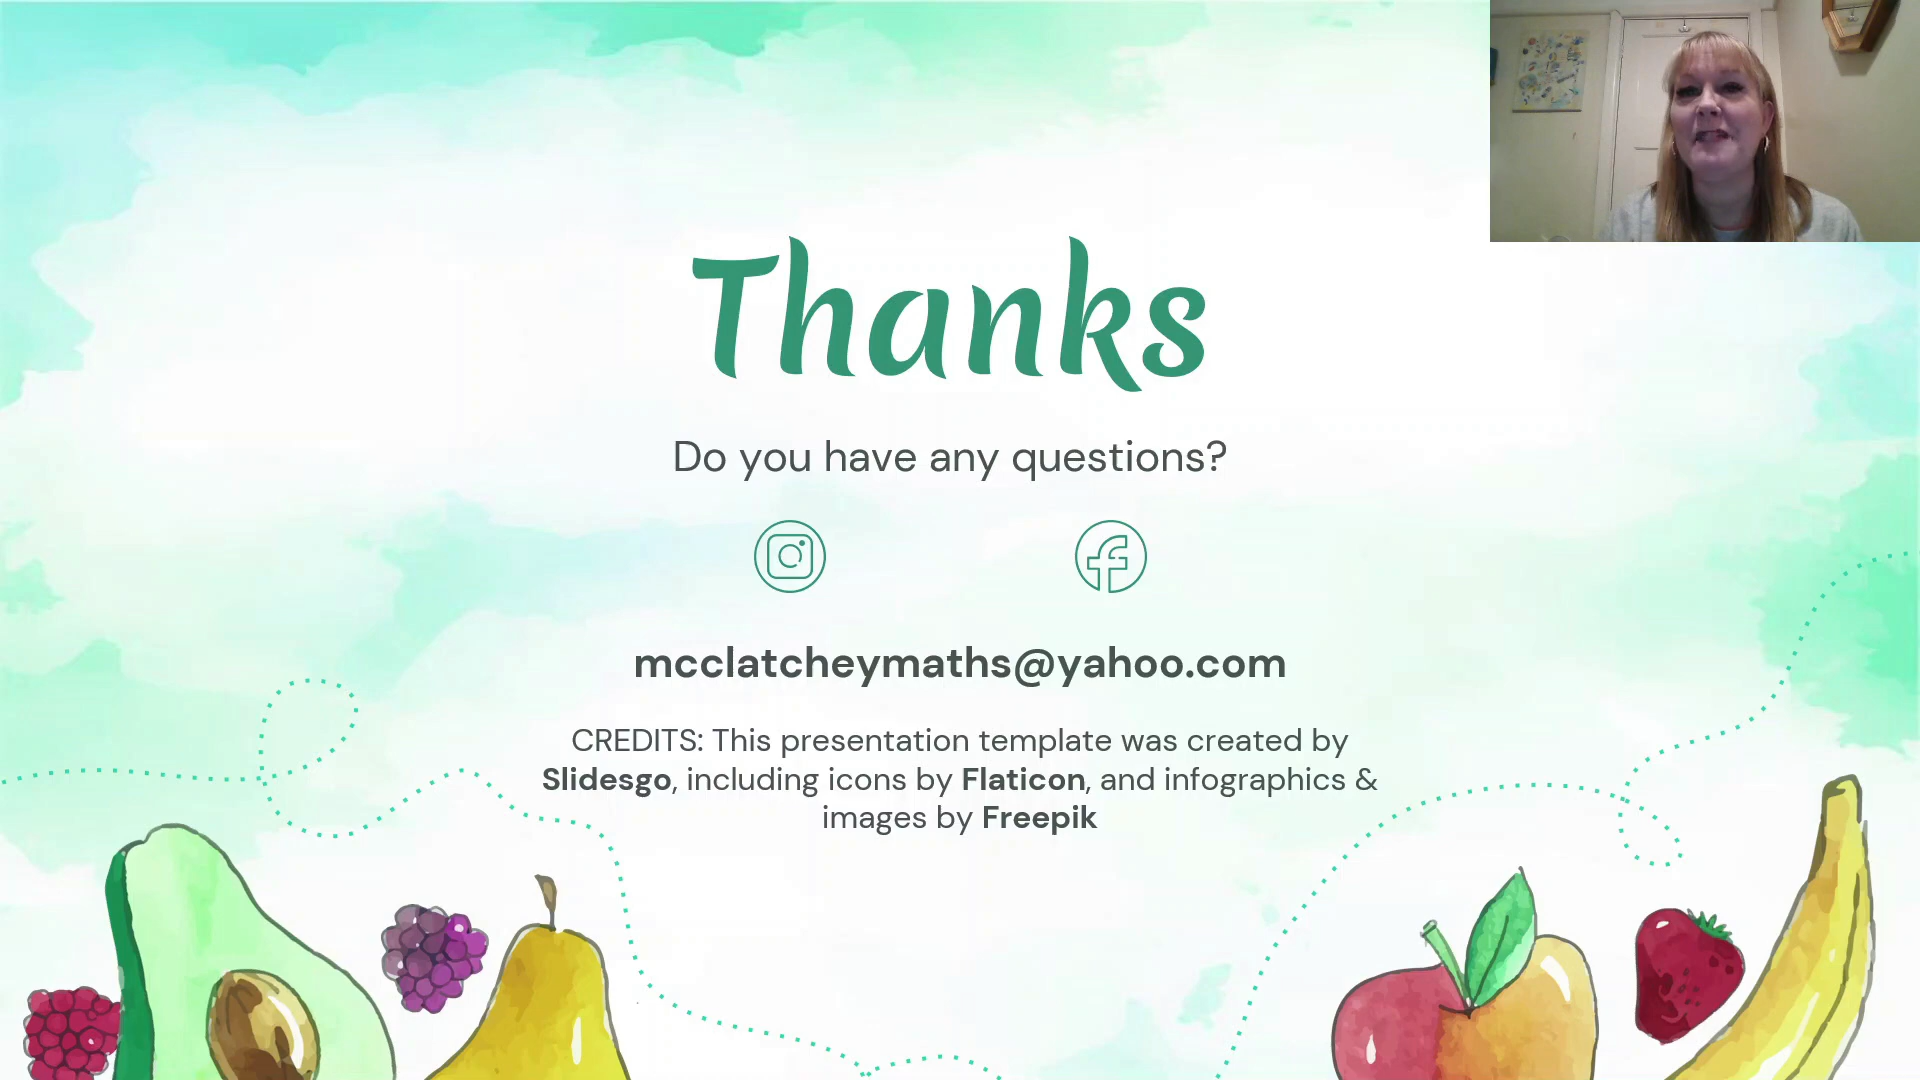 Thanks
Do you have any questions?
mcclatcheymaths@yahoo.com
CREDITS: This presentation template was created by
Slidesgo, including icons by Flaticon, and infographics &
images by Freepik